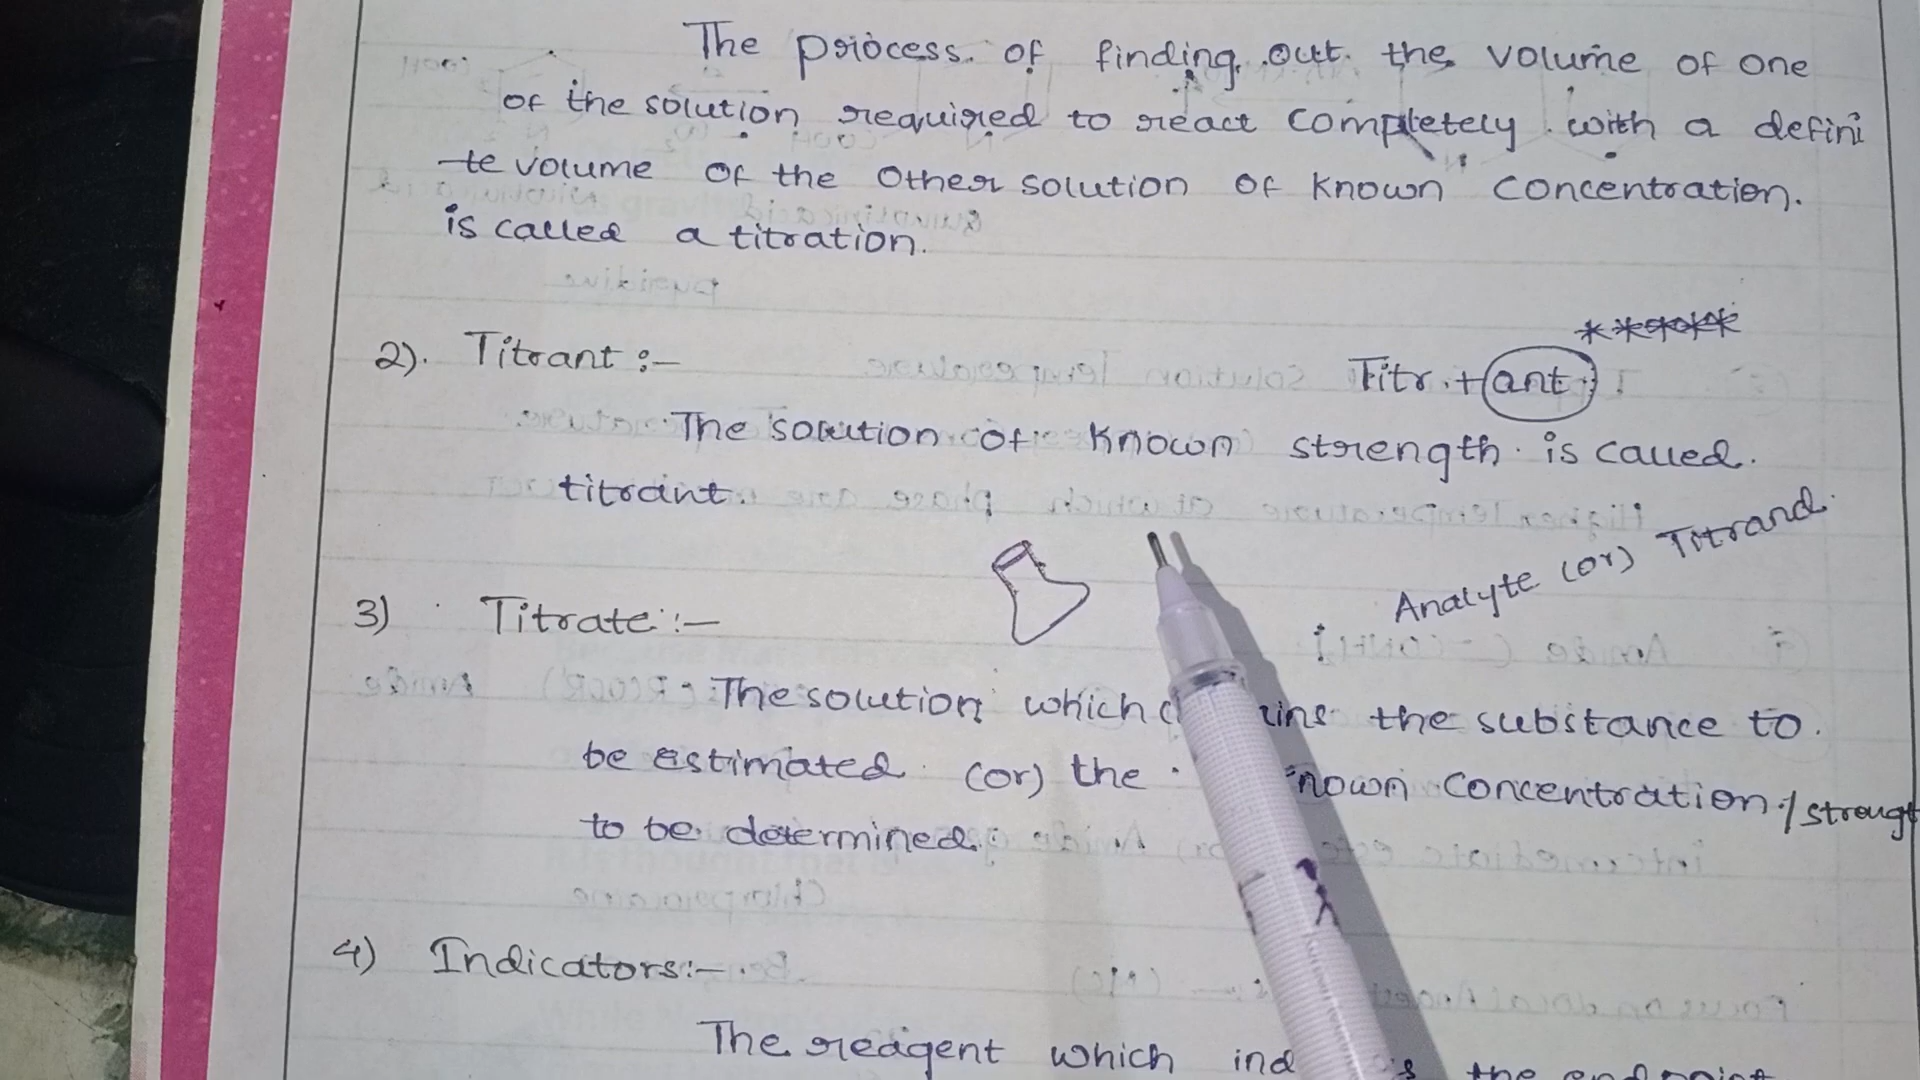 The process of finding out the volume of one
of the solution required to react completely with a defini
te volume of the other solution of known concentration.
is called a titration.
*****
2). Titrant :-
Titr + ant
The solution of known strength is called.
titrant.
Analyte (or) Titrand
3) Titrate :-
The solution which the substance to.
be estimated (or) the concentration /
to be determined.
4) Indicators:-
The reagent which the endpoint